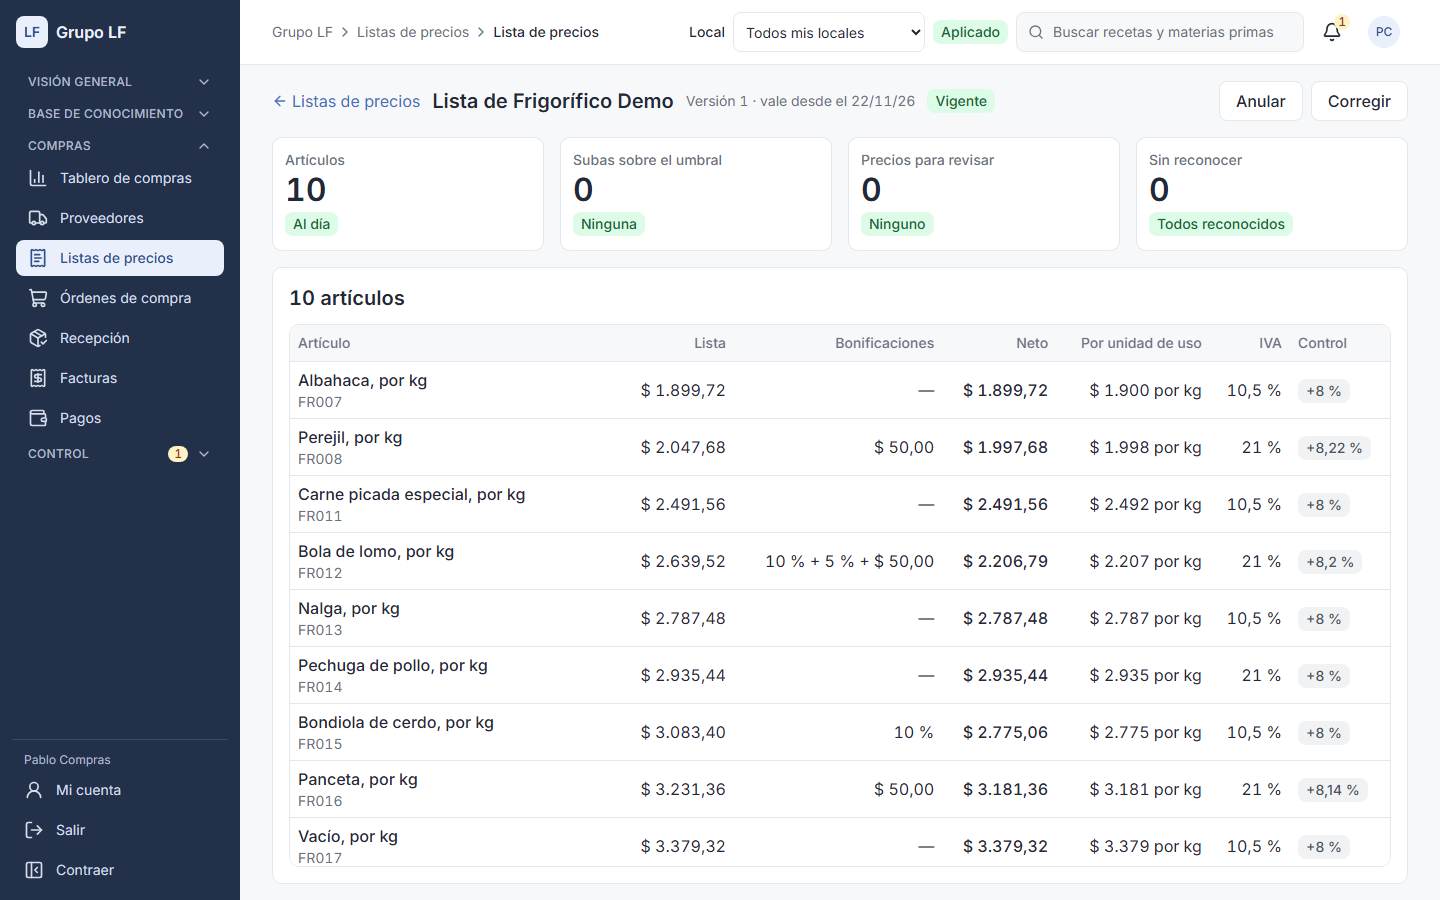 LF Grupo LF
VISIÓN GENERAL
BASE DE CONOCIMIENTO
COMPRAS
Tablero de compras
Proveedores
Listas de precios
Órdenes de compra
Recepción
Facturas
Pagos
CONTROL 1
Pablo Compras
Mi cuenta
Salir
Contraer
Grupo LF > Listas de precios > Lista de precios
Local Todos mis locales Aplicado Buscar recetas y materias primas 1 PC
← Listas de precios Lista de Frigorífico Demo Versión 1 · vale desde el 22/11/26 Vigente Anular Corregir
Artículos
10
Al día
Subas sobre el umbral
0
Ninguna
Precios para revisar
0
Ninguno
Sin reconocer
0
Todos reconocidos
10 artículos
Artículo Lista Bonificaciones Neto Por unidad de uso IVA Control
Albahaca, por kg
FR007
$ 1.899,72 — $ 1.899,72 $ 1.900 por kg 10,5 % +8 %
Perejil, por kg
FR008
$ 2.047,68 $ 50,00 $ 1.997,68 $ 1.998 por kg 21 % +8,22 %
Carne picada especial, por kg
FR011
$ 2.491,56 — $ 2.491,56 $ 2.492 por kg 10,5 % +8 %
Bola de lomo, por kg
FR012
$ 2.639,52 10 % + 5 % + $ 50,00 $ 2.206,79 $ 2.207 por kg 21 % +8,2 %
Nalga, por kg
FR013
$ 2.787,48 — $ 2.787,48 $ 2.787 por kg 10,5 % +8 %
Pechuga de pollo, por kg
FR014
$ 2.935,44 — $ 2.935,44 $ 2.935 por kg 21 % +8 %
Bondiola de cerdo, por kg
FR015
$ 3.083,40 10 % $ 2.775,06 $ 2.775 por kg 10,5 % +8 %
Panceta, por kg
FR016
$ 3.231,36 $ 50,00 $ 3.181,36 $ 3.181 por kg 21 % +8,14 %
Vacío, por kg
FR017
$ 3.379,32 — $ 3.379,32 $ 3.379 por kg 10,5 % +8 %